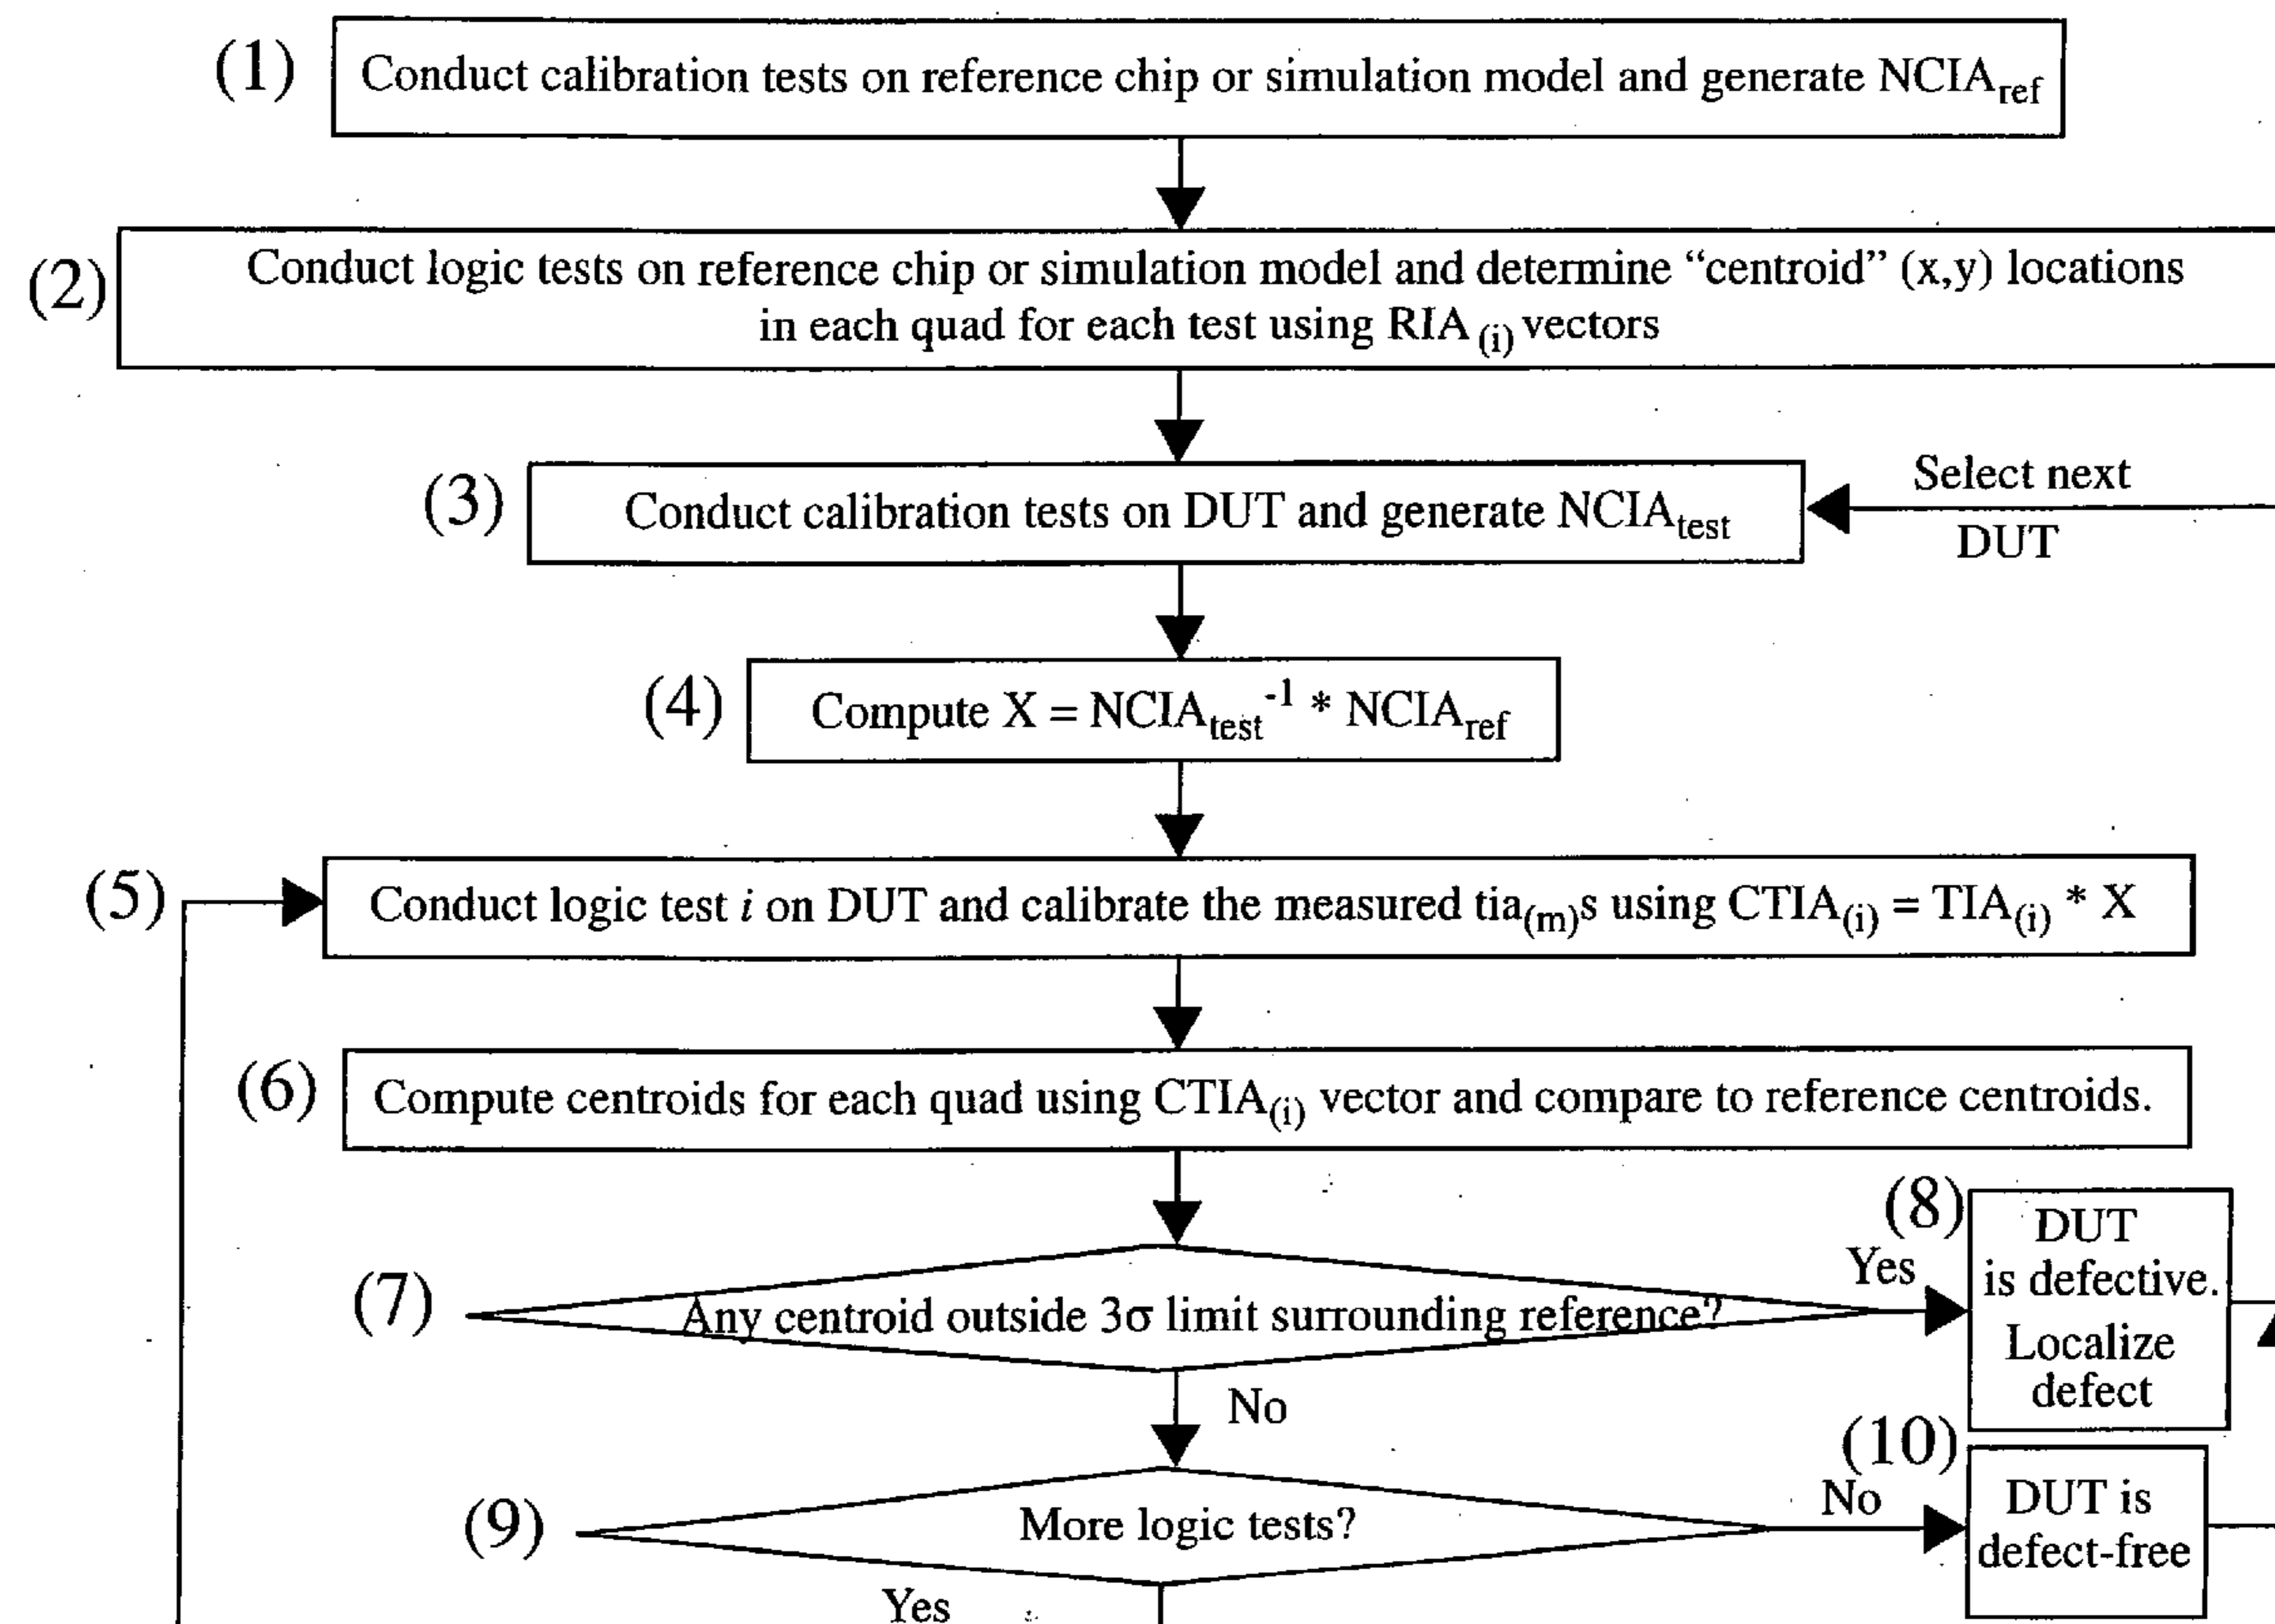 (1)
Conduct calibration tests on reference chip or simulation model and generate NCIAref
(2)
Conduct logic tests on reference chip or simulation model and determine “centroid” (x,y) locations
in each quad for each test using RIA(i) vectors
(3)
Conduct calibration tests on DUT and generate NCIAtest
Select next
DUT
(4)
Compute X = NCIAtest-1 * NCIAref
(5)
Conduct logic test i on DUT and calibrate the measured tia(m)s using CTIA(i) = TIA(i) * X
(6)
Compute centroids for each quad using CTIA(i) vector and compare to reference centroids.
(7)
Any centroid outside 3σ limit surrounding reference?
Yes
(8)
DUT
is defective.
Localize
defect
No
(9)
More logic tests?
No
(10)
DUT is
defect-free
Yes